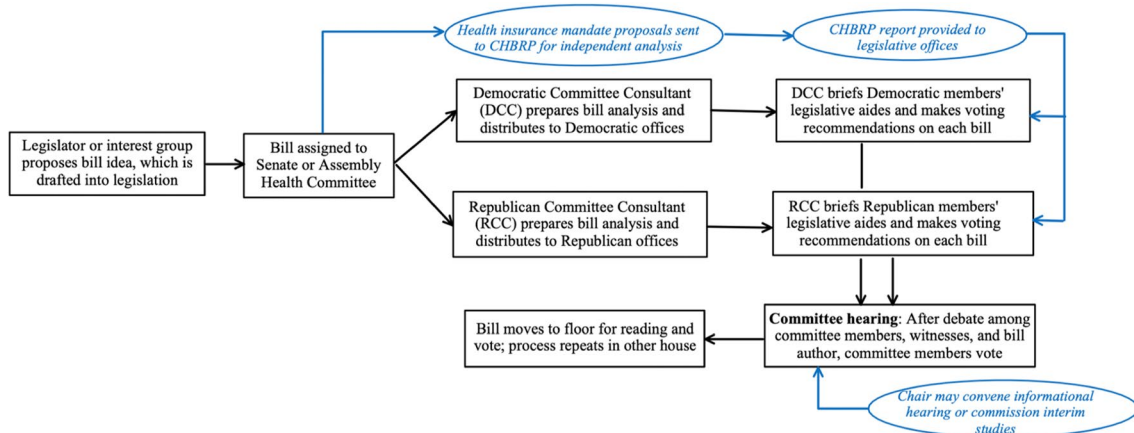 Health insurance mandate proposals sent
to CHBRP for independent analysis
CHBRP report provided to
legislative offices
Legislator or interest group
proposes bill idea, which is
drafted into legislation
Bill assigned to
Senate or Assembly
Health Committee
Democratic Committee Consultant
(DCC) prepares bill analysis and
distributes to Democratic offices
DCC briefs Democratic members'
legislative aides and makes voting
recommendations on each bill
Republican Committee Consultant
(RCC) prepares bill analysis and
distributes to Republican offices
RCC briefs Republican members'
legislative aides and makes voting
recommendations on each bill
Committee hearing: After debate among
committee members, witnesses, and bill
author, committee members vote
Bill moves to floor for reading and
vote; process repeats in other house
Chair may convene informational
hearing or commission interim
studies